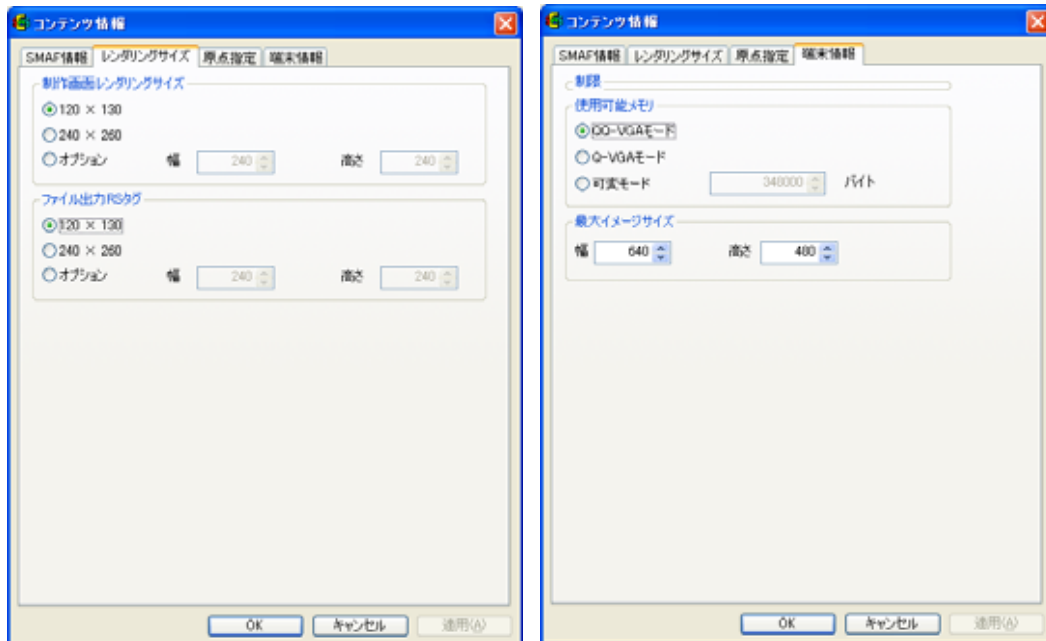 コンテンツ情報
SMAF情報 レンダリングサイズ 原点指定 端末情報
制作画面レンダリングサイズ
120 × 130
240 × 260
オプション 幅 240 高さ 240
ファイル出力RSタグ
120 × 130
240 × 260
オプション 幅 240 高さ 240
OK キャンセル 適用(A)
コンテンツ情報
SMAF情報 レンダリングサイズ 原点指定 端末情報
制限
使用可能メモリ
QQ-VGAモード
Q-VGAモード
可変モード 340000 バイト
最大イメージサイズ
幅 640 高さ 480
OK キャンセル 適用(A)